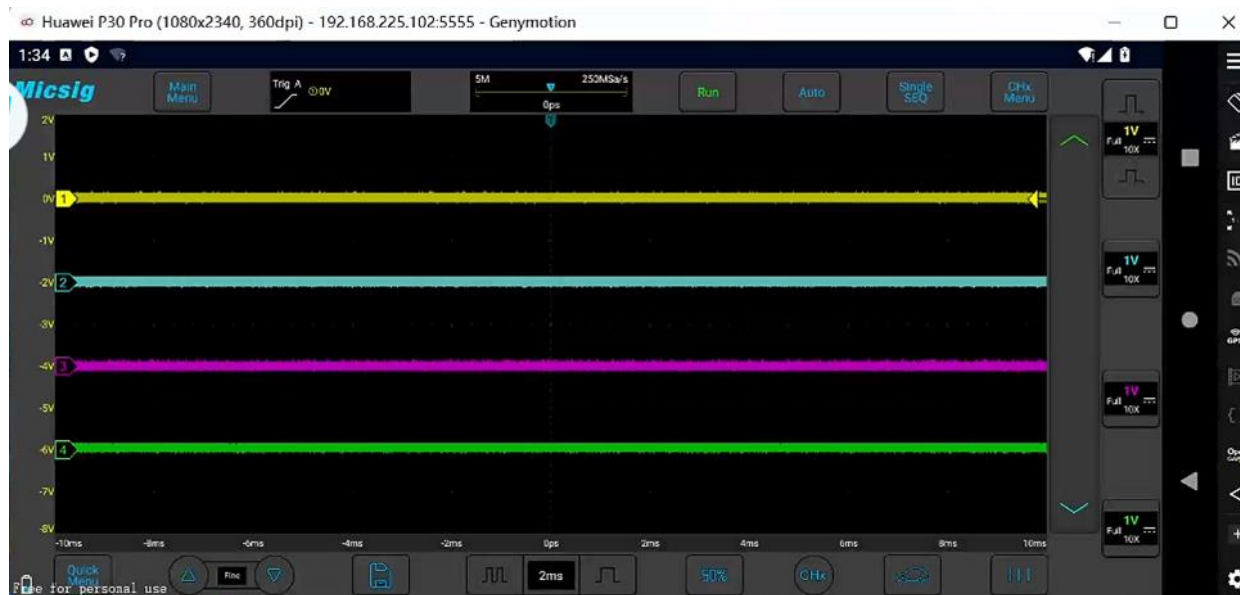 Huawei P30 Pro (1080x2340, 360dpi) - 192.168.225.102:5555 - Genymotion
1:34
Micsig
Main
Menu
Trig A
①0V
5M
250MSa/s
0ps
Run
Auto
Single
SEQ
CHx
Menu
2V
1V
0V
-1V
-2V
-3V
-4V
-5V
-6V
-7V
-8V
1
2
3
4
1V
Full
10X
1V
Full
10X
1V
Full
10X
1V
Full
10X
-10ms
-8ms
-6ms
-4ms
-2ms
0ps
2ms
4ms
6ms
8ms
10ms
Quick
Menu
Fine
2ms
50%
CHx
Free for personal use
ID
GPS